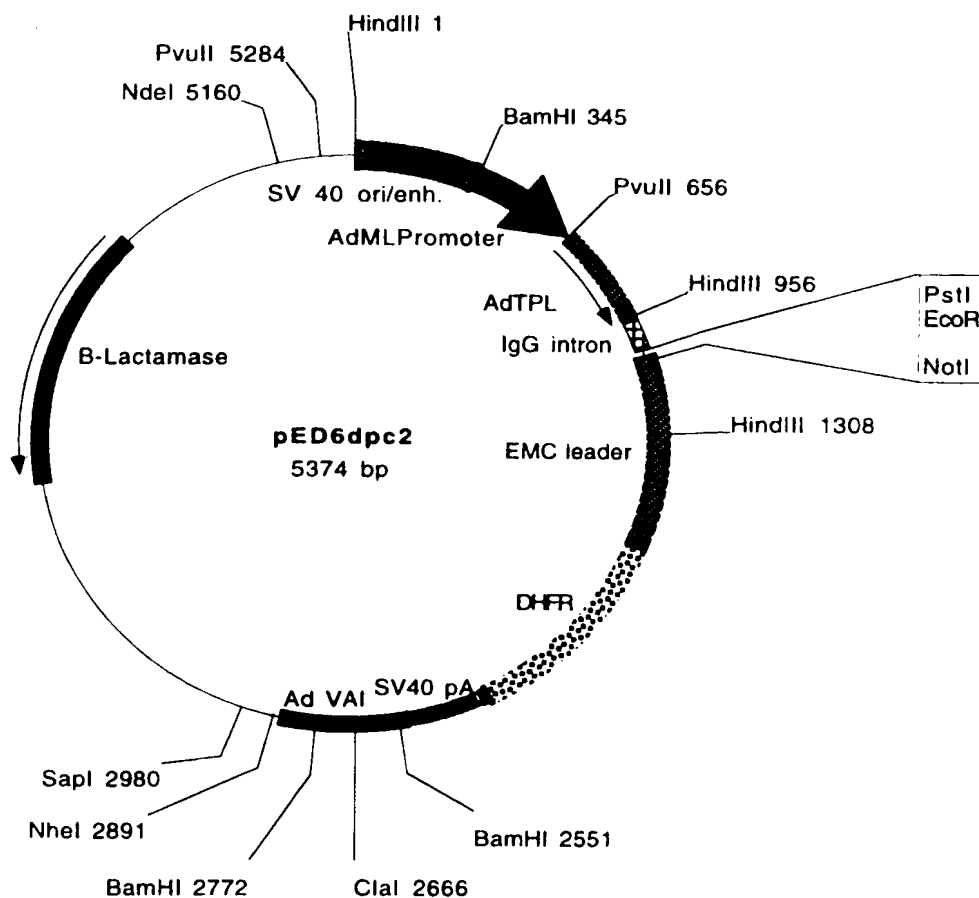 HindIII 1
PvuII 5284
NdeI 5160
BamHI 345
SV 40 ori/enh.
PvuII 656
AdMLPromoter
HindIII 956
AdTPL
PstI
EcoR
IgG intron
NotI
B-Lactamase
HindIII 1308
pED6dpc2
EMC leader
5374 bp
DHFR
SV40 pA
Ad VAI
SapI 2980
NheI 2891
BamHI 2551
BamHI 2772
ClaI 2666